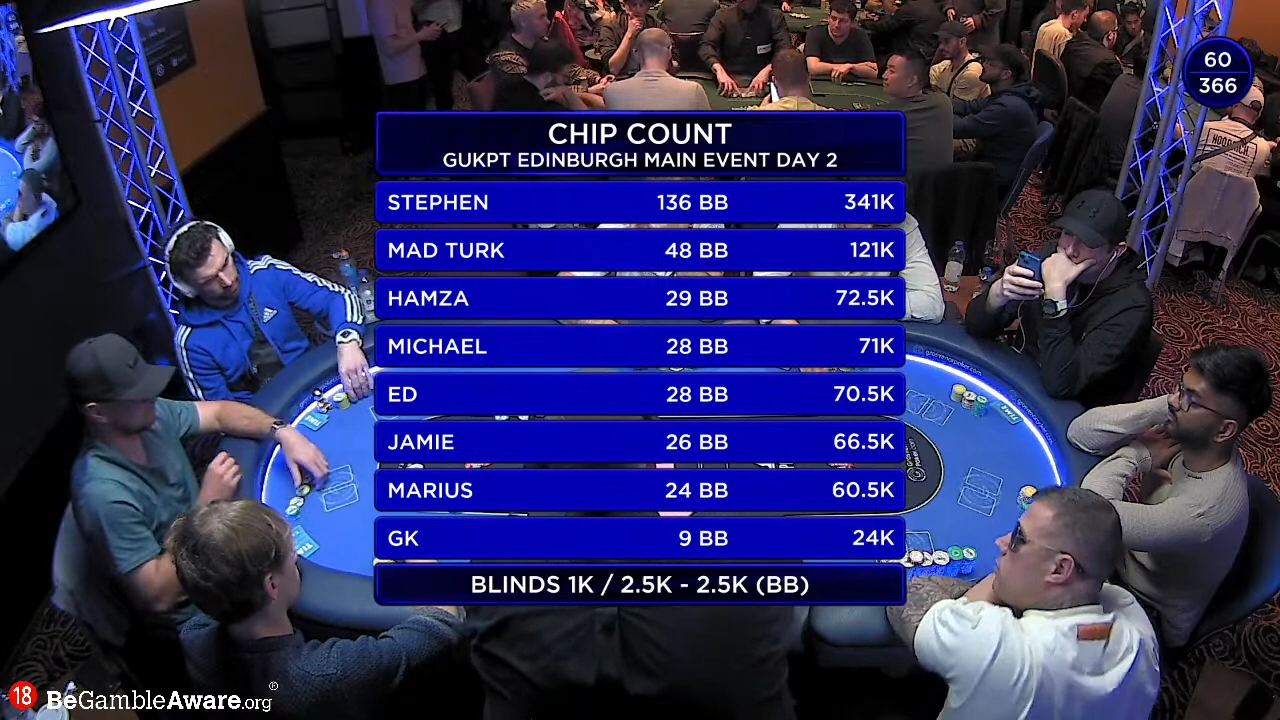 60
366
CHIP COUNT
GUKPT EDINBURGH MAIN EVENT DAY 2
STEPHEN 136 BB 341K
MAD TURK 48 BB 121K
HAMZA 29 BB 72.5K
MICHAEL 28 BB 71K
ED 28 BB 70.5K
JAMIE 26 BB 66.5K
MARIUS 24 BB 60.5K
GK 9 BB 24K
BLINDS 1K / 2.5K - 2.5K (BB)
TIME
TIME
TIME
18 BeGambleAware.org®